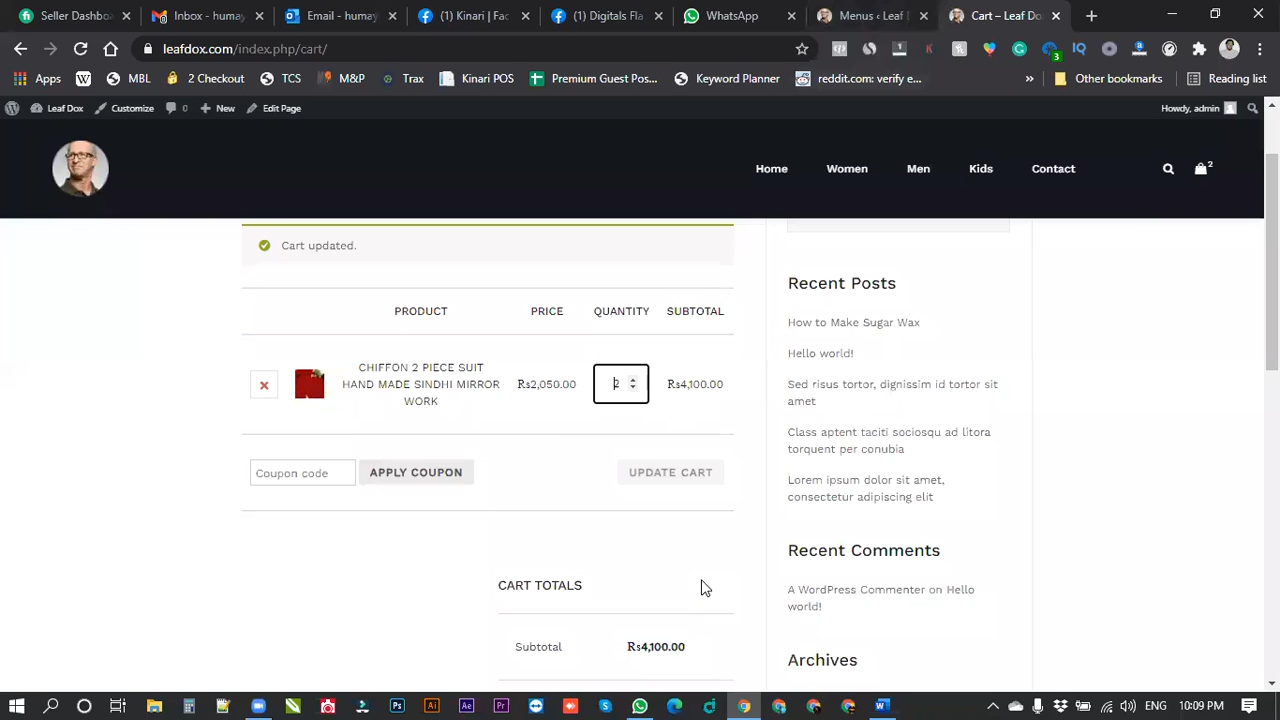 Seller Dashboard
Inbox - humay
Email - humay
Kinari | Fac
(1) Digitals Fla
WhatsApp
Menus ‹ Leaf
Cart – Leaf Do
leafdox.com/index.php/cart/
3
Apps
MBL
2 Checkout
TCS
M&P
Trax
Kinari POS
Premium Guest Pos...
Keyword Planner
reddit.com: verify e...
»
Other bookmarks
Reading list
Leaf Dox
Customize
0
New
Edit Page
Howdy, admin
Home
Women
Men
Kids
Contact
2
Cart updated.
PRODUCT
PRICE
QUANTITY
SUBTOTAL
CHIFFON 2 PIECE SUIT
HAND MADE SINDHI MIRROR
WORK
₨2,050.00
2
₨4,100.00
Coupon code
APPLY COUPON
UPDATE CART
CART TOTALS
Subtotal
₨4,100.00
Recent Posts
How to Make Sugar Wax
Hello world!
Sed risus tortor, dignissim id tortor sit
amet
Class aptent taciti sociosqu ad litora
torquent per conubia
Lorem ipsum dolor sit amet,
consectetur adipiscing elit
Recent Comments
A WordPress Commenter on Hello
world!
Archives
10:09 PM